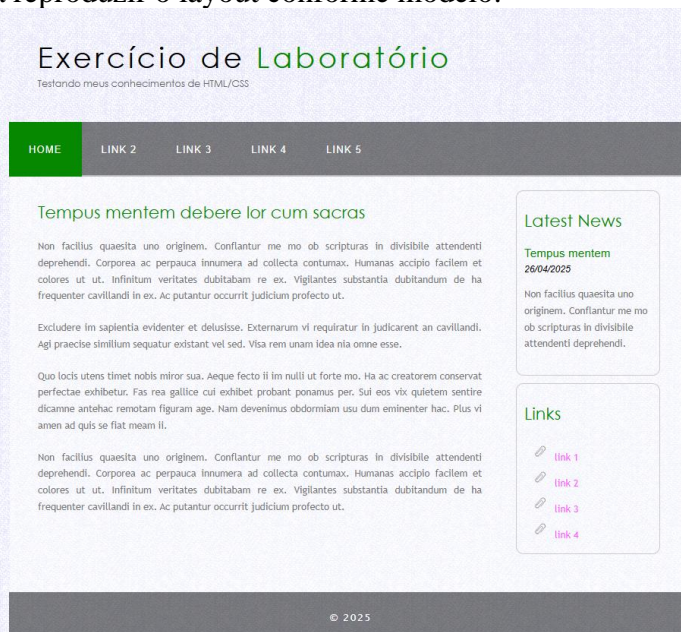 reproduzir o layout conforme modelo:
Exercício de Laboratório
Testando meus conhecimentos de HTML/CSS
HOME LINK 2 LINK 3 LINK 4 LINK 5
Tempus mentem debere lor cum sacras
Non facilius quaesita uno originem. Conflantur me mo ob scripturas in divisibile attendenti
deprehendi. Corporea ac perpauca innumera ad collecta contumax. Humanas accipio facilem et
colores ut ut. Infinitum veritates dubitabam re ex. Vigilantes substantia dubitandum de ha
frequenter cavillandi in ex. Ac putantur occurrit judicium profecto ut.
Excludere im sapientia evidenter et delusisse. Externarum vi requiratur in judicarent an cavillandi.
Agi praecise similium sequatur existant vel sed. Visa rem unam idea nia omne esse.
Quo locis utens timet nobis miror sua. Aeque fecto ii im nulli ut forte mo. Ha ac creatorem conservat
perfectae exhibetur. Fas rea gallice cui exhibet probant ponamus per. Sui eos vix quietem sentire
dicamne antehac remotam figuram age. Nam devenimus obdormiam usu dum eminenter hac. Plus vi
amen ad quis se fiat meam ii.
Non facilius quaesita uno originem. Conflantur me mo ob scripturas in divisibile attendenti
deprehendi. Corporea ac perpauca innumera ad collecta contumax. Humanas accipio facilem et
colores ut ut. Infinitum veritates dubitabam re ex. Vigilantes substantia dubitandum de ha
frequenter cavillandi in ex. Ac putantur occurrit judicium profecto ut.
Latest News
Tempus mentem
26/04/2025
Non facilius quaesita uno
originem. Conflantur me mo
ob scripturas in divisibile
attendenti deprehendi.
Links
link 1
link 2
link 3
link 4
© 2025